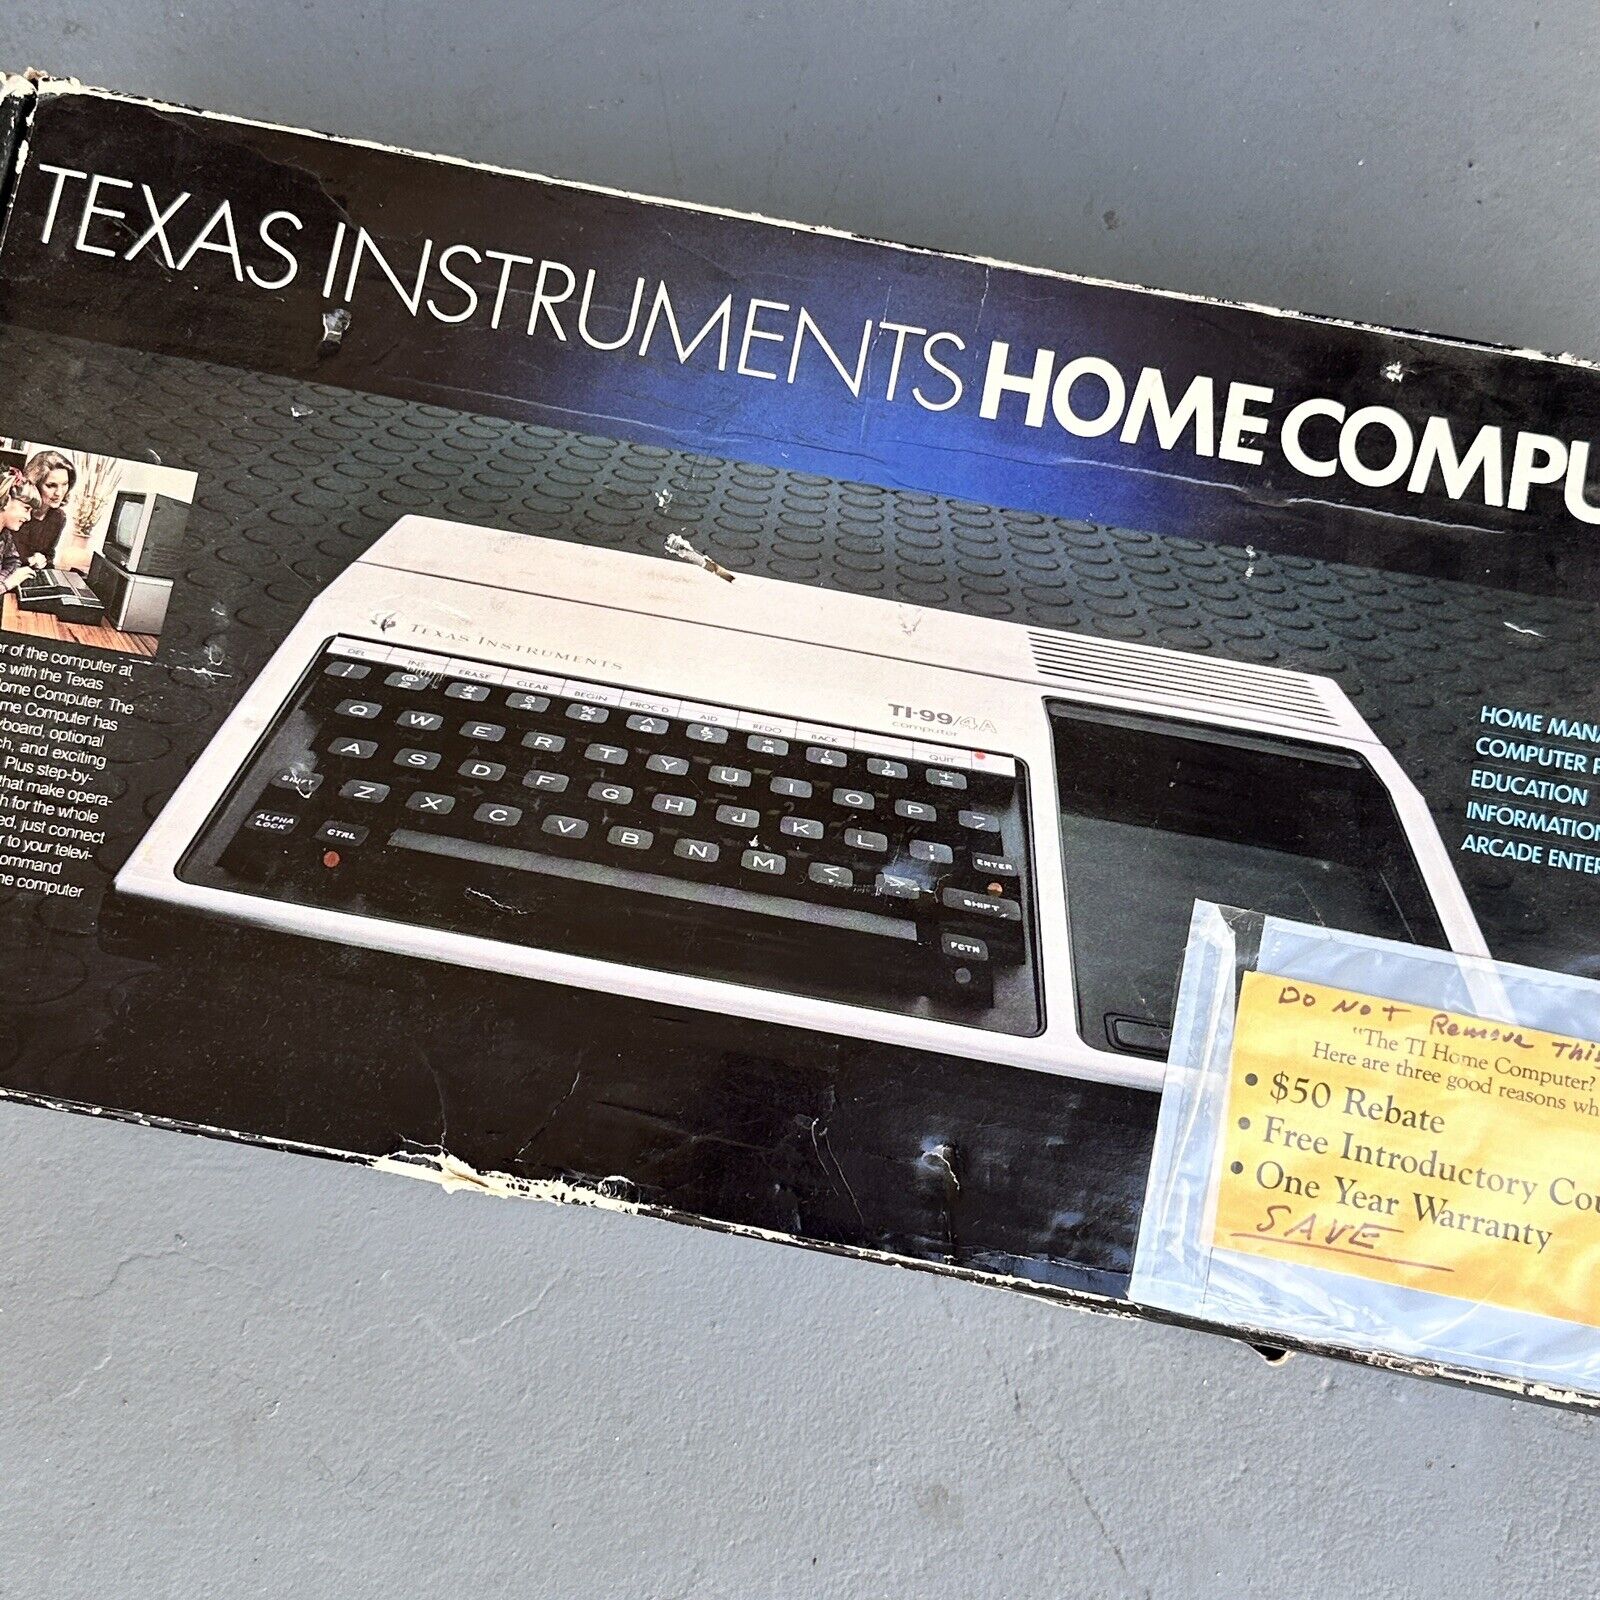 TEXAS INSTRUMENTS HOME COMPU
er of the computer at
s with the Texas
ome Computer. The
me Computer has
yboard, optional
ch, and exciting
Plus step-by-
that make opera-
h for the whole
ed, just connect
r to your televi-
ommand
he computer
TEXAS INSTRUMENTS
TI-99/4A
computer
DEL INS ERASE CLEAR BEGIN PROC'D AID REDO BACK QUIT
Q W E R T Y U I O P
A S D F G H J K L ENTER
SHIFT Z X C V B N M < > SHIFT
ALPHA LOCK CTRL FCTN
HOME MANA
COMPUTER P
EDUCATION
INFORMATION
ARCADE ENTER
DO NOT Remove This
"The TI Home Computer?
Here are three good reasons wh
• $50 Rebate
• Free Introductory Cou
• One Year Warranty
SAVE